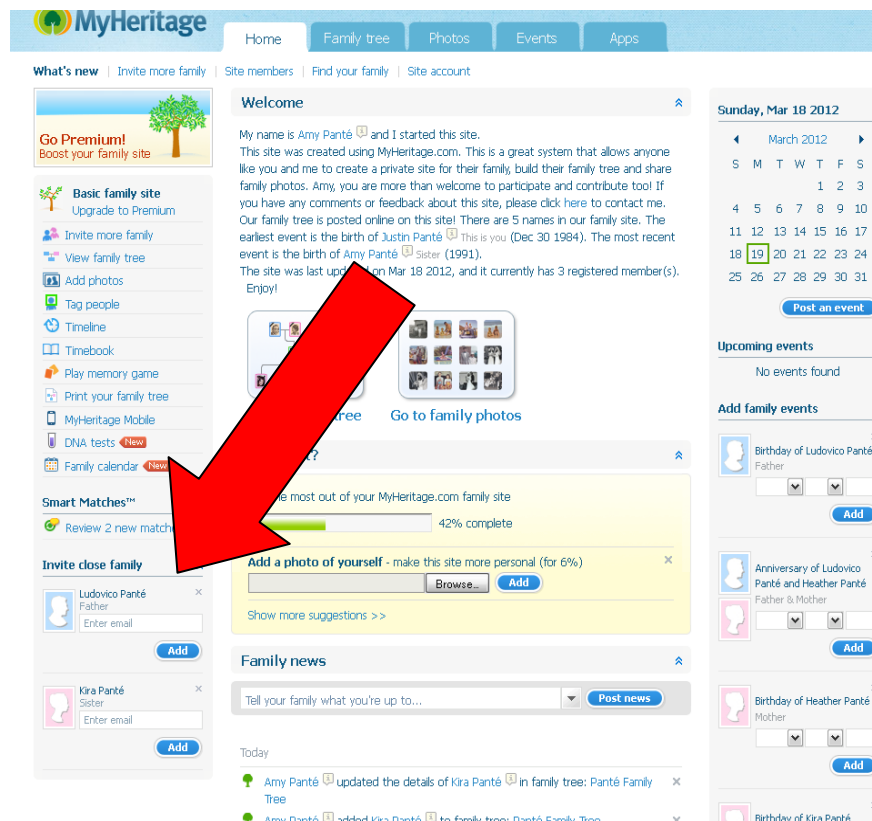 MyHeritage
Home
Family tree
Photos
Events
Apps
What's new | Invite more family | Site members | Find your family | Site account
Go Premium!
Boost your family site
Basic family site
Upgrade to Premium
Invite more family
View family tree
Add photos
Tag people
Timeline
Timebook
Play memory game
Print your family tree
MyHeritage Mobile
DNA tests New
Family calendar New
Smart Matches™
Review 2 new
Invite close family
Ludovico Panté
Father
Enter email
Add
Kira Panté
Sister
Enter email
Add
Welcome
My name is Amy Panté and I started this site.
This site was created using MyHeritage.com. This is a great system that allows anyone
like you and me to create a private site for their family, build their family tree and share
family photos. Amy, you are more than welcome to participate and contribute too! If
you have any comments or feedback about this site, please click here to contact me.
Our family tree is posted online on this site! There are 5 names in our family site. The
earliest event is the birth of Justin Panté This is you (Dec 30 1984). The most recent
event is the birth of Amy Panté Sister (1991).
The site was last updated on Mar 18 2012, and it currently has 3 registered member(s).
Enjoy!
Go to family photos
most out of your MyHeritage.com family site
42% complete
Add a photo of yourself - make this site more personal (for 6%)
Browse...
Add
Show more suggestions >>
Family news
Tell your family what you're up to...
Post news
Today
Amy Panté updated the details of Kira Panté in family tree: Panté Family
Tree
Amy Panté added Kira Panté to family tree: Panté Family Tree
Sunday, Mar 18 2012
March 2012
S M T W T F S
1 2 3
4 5 6 7 8 9 10
11 12 13 14 15 16 17
18 19 20 21 22 23 24
25 26 27 28 29 30 31
Post an event
Upcoming events
No events found
Add family events
Birthday of Ludovico Panté
Father
Add
Anniversary of Ludovico
Panté and Heather Panté
Father & Mother
Add
Birthday of Heather Panté
Mother
Add
Birthday of Kira Panté